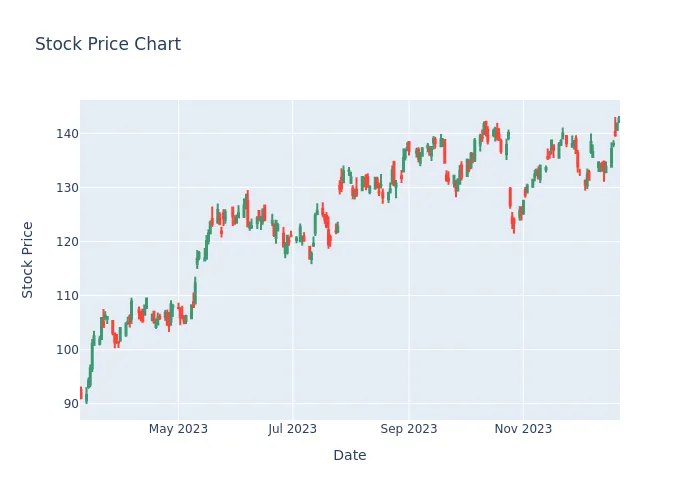 Stock Price Chart
Stock Price
140
130
120
110
100
90
May 2023
Jul 2023
Sep 2023
Nov 2023
Date